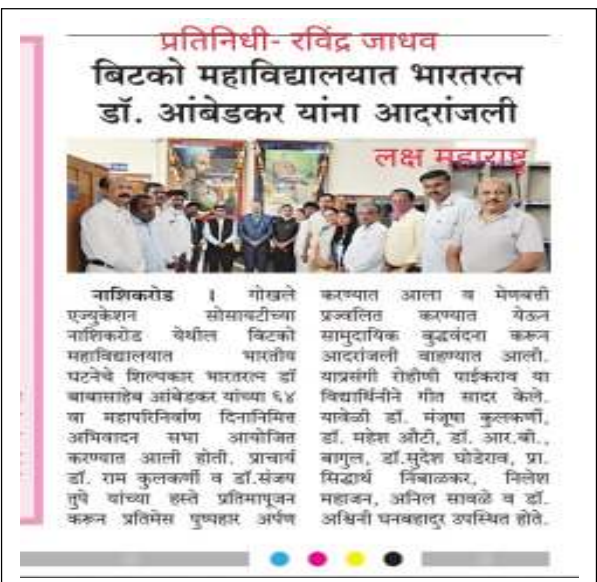 प्रतिनिधी- रविंद्र जाधव
बिटको महाविद्यालयात भारतरत्न
डॉ. आंबेडकर यांना आदरांजली
लक्ष महाराष्ट्र
नाशिकरोड । गोखले
एज्युकेशन सोसायटीच्या
नाशिकरोड येथील बिटको
महाविद्यालयात भारतीय
घटनेचे शिल्पकार भारतरत्न डॉ
बाबासाहेब आंबेडकर यांच्या ६४
वा महापरिनिर्वाण दिनानिमित्त
अभिवादन सभा आयोजित
करण्यात आली होती. प्राचार्य
डॉ. राम कुलकर्णी व डॉ.संजय
तुपे यांच्या हस्ते प्रतिमापूजन
करून प्रतिमेस पुष्पहार अर्पण
करण्यात आला व मेणबत्ती
प्रज्वलित करण्यात येऊन
सामुदायिक बुद्धवंदना करून
आदरांजली वाहण्यात आली.
याप्रसंगी रोहीणी पाईकराव या
विद्यार्थिनीने गीत सादर केले.
यावेळी डॉ. मंजूषा कुलकर्णी,
डॉ. महेश औटी, डॉ. आर.बी.,
बागुल, डॉ.सुदेश घोडेराव, प्रा.
सिद्धार्थ निंबाळकर, निलेश
महाजन, अनिल सावळे व डॉ.
अश्विनी घनबहादुर उपस्थित होते.